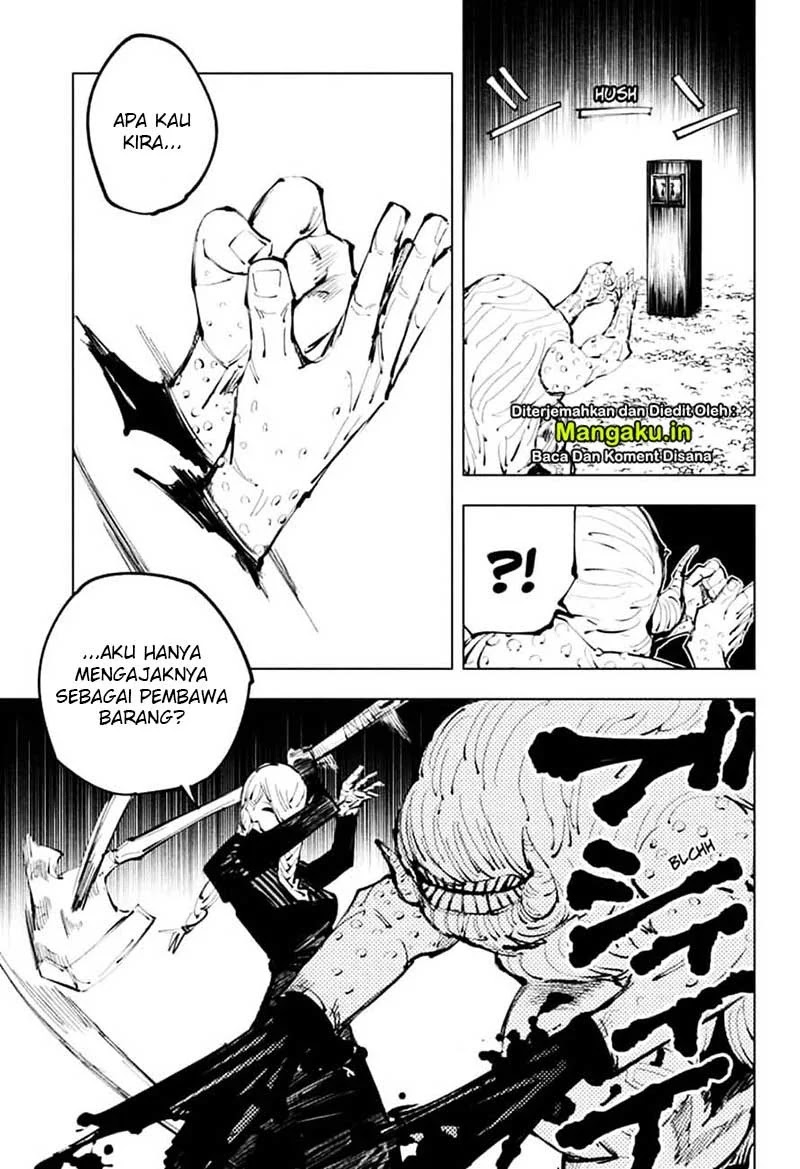 HUSH
Diterjemahkan dan Diedit Oleh :
Mangaku.in
Baca Dan Koment Disana
APA KAU
KIRA...
?!
...AKU HANYA
MENGAJAKNYA
SEBAGAI PEMBAWA
BARANG?
BLCHH